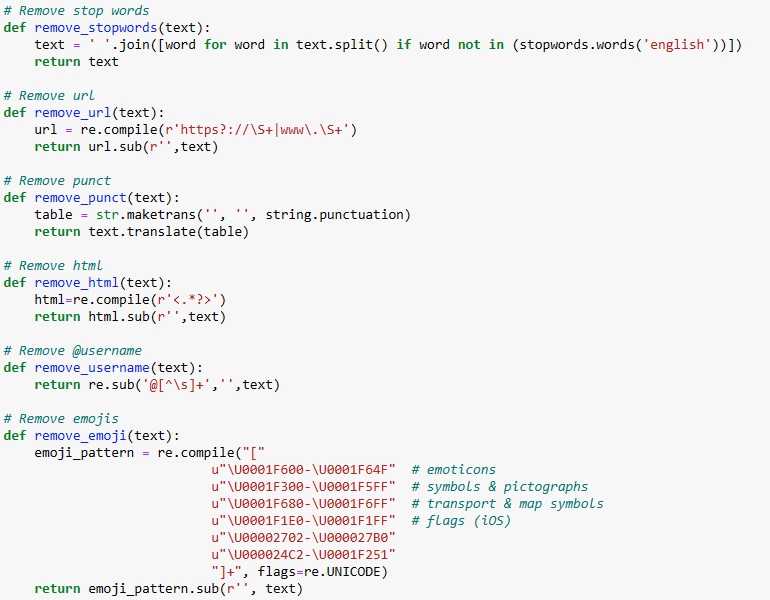 # Remove stop words
def remove_stopwords(text):
    text = ' '.join([word for word in text.split() if word not in (stopwords.words('english'))])
    return text

# Remove url
def remove_url(text):
    url = re.compile(r'https?://\S+|www\.\S+')
    return url.sub(r'',text)

# Remove punct
def remove_punct(text):
    table = str.maketrans('', '', string.punctuation)
    return text.translate(table)

# Remove html
def remove_html(text):
    html=re.compile(r'<.*?>')
    return html.sub(r'',text)

# Remove @username
def remove_username(text):
    return re.sub('@[^\s]+','',text)

# Remove emojis
def remove_emoji(text):
    emoji_pattern = re.compile("["
                           u"\U0001F600-\U0001F64F"  # emoticons
                           u"\U0001F300-\U0001F5FF"  # symbols & pictographs
                           u"\U0001F680-\U0001F6FF"  # transport & map symbols
                           u"\U0001F1E0-\U0001F1FF"  # flags (iOS)
                           u"\U00002702-\U000027B0"
                           u"\U000024C2-\U0001F251"
                           "]+", flags=re.UNICODE)
    return emoji_pattern.sub(r'', text)